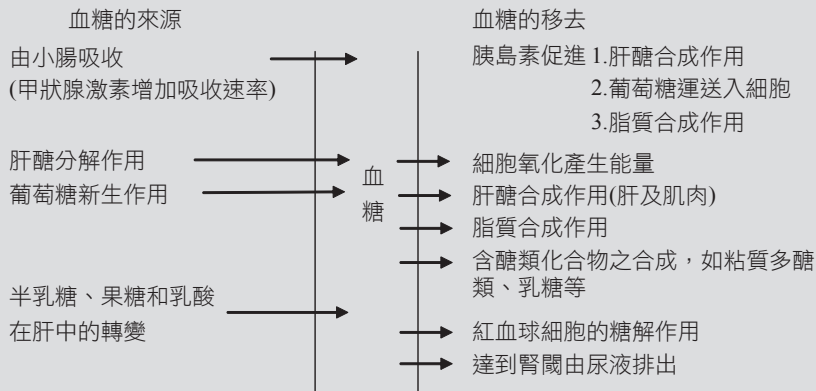 血糖的來源
由小腸吸收
(甲狀腺激素增加吸收速率)
肝醣分解作用
葡萄糖新生作用
半乳糖、果糖和乳酸
在肝中的轉變
血
糖
血糖的移去
胰島素促進 1.肝醣合成作用
2.葡萄糖運送入細胞
3.脂質合成作用
細胞氧化產生能量
肝醣合成作用(肝及肌肉)
脂質合成作用
含醣類化合物之合成，如粘質多醣
類、乳糖等
紅血球細胞的糖解作用
達到腎閾由尿液排出